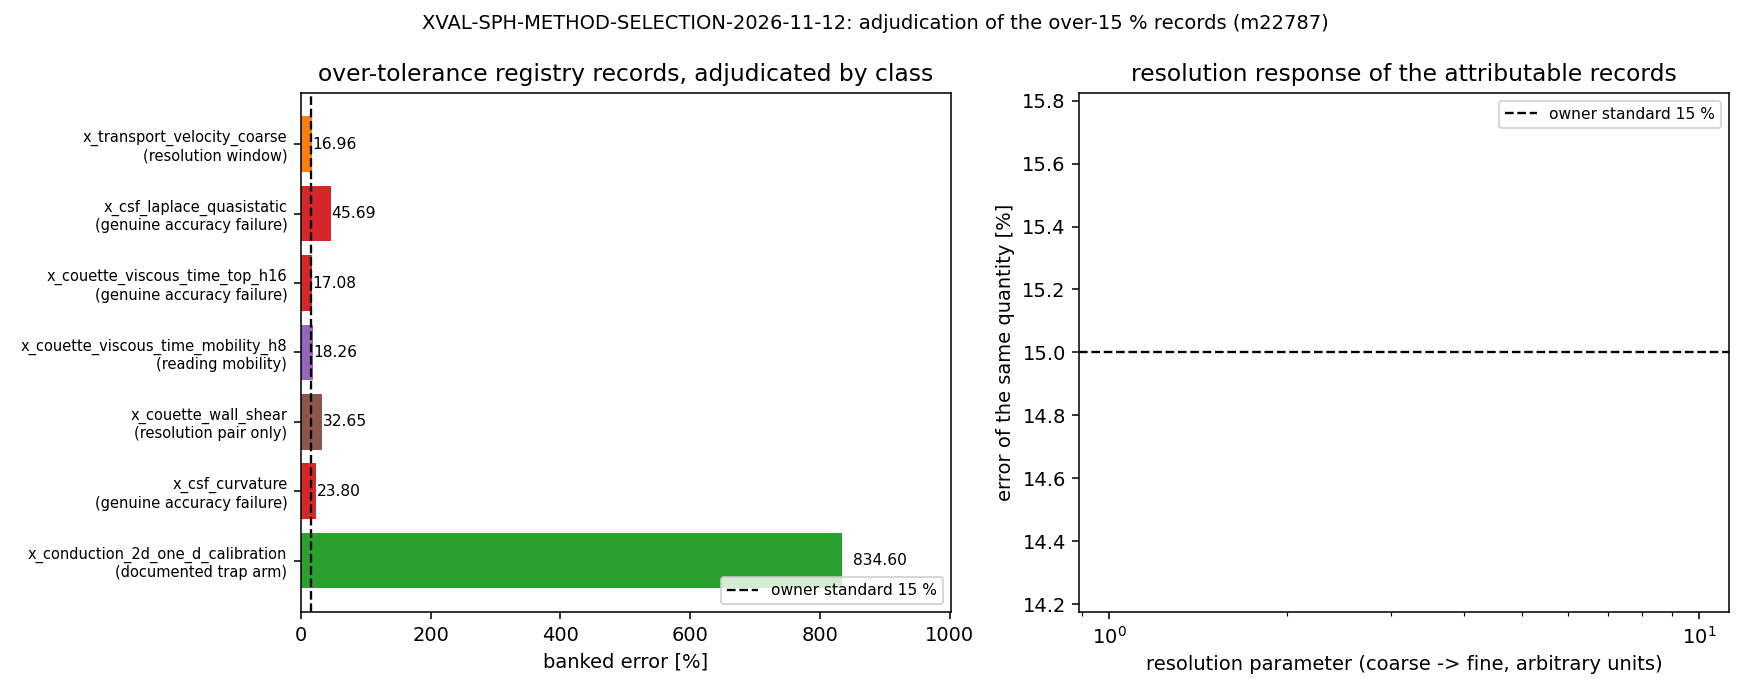 XVAL-SPH-METHOD-SELECTION-2026-11-12: adjudication of the over-15 % records (m22787)
over-tolerance registry records, adjudicated by class
x_transport_velocity_coarse
(resolution window)
16.96
x_csf_laplace_quasistatic
(genuine accuracy failure)
45.69
x_couette_viscous_time_top_h16
(genuine accuracy failure)
17.08
x_couette_viscous_time_mobility_h8
(reading mobility)
18.26
x_couette_wall_shear
(resolution pair only)
32.65
x_csf_curvature
(genuine accuracy failure)
23.80
x_conduction_2d_one_d_calibration
(documented trap arm)
834.60
owner standard 15 %
0 200 400 600 800 1000
banked error [%]
resolution response of the attributable records
owner standard 15 %
error of the same quantity [%]
15.8
15.6
15.4
15.2
15.0
14.8
14.6
14.4
14.2
10⁰ 10¹
resolution parameter (coarse -> fine, arbitrary units)